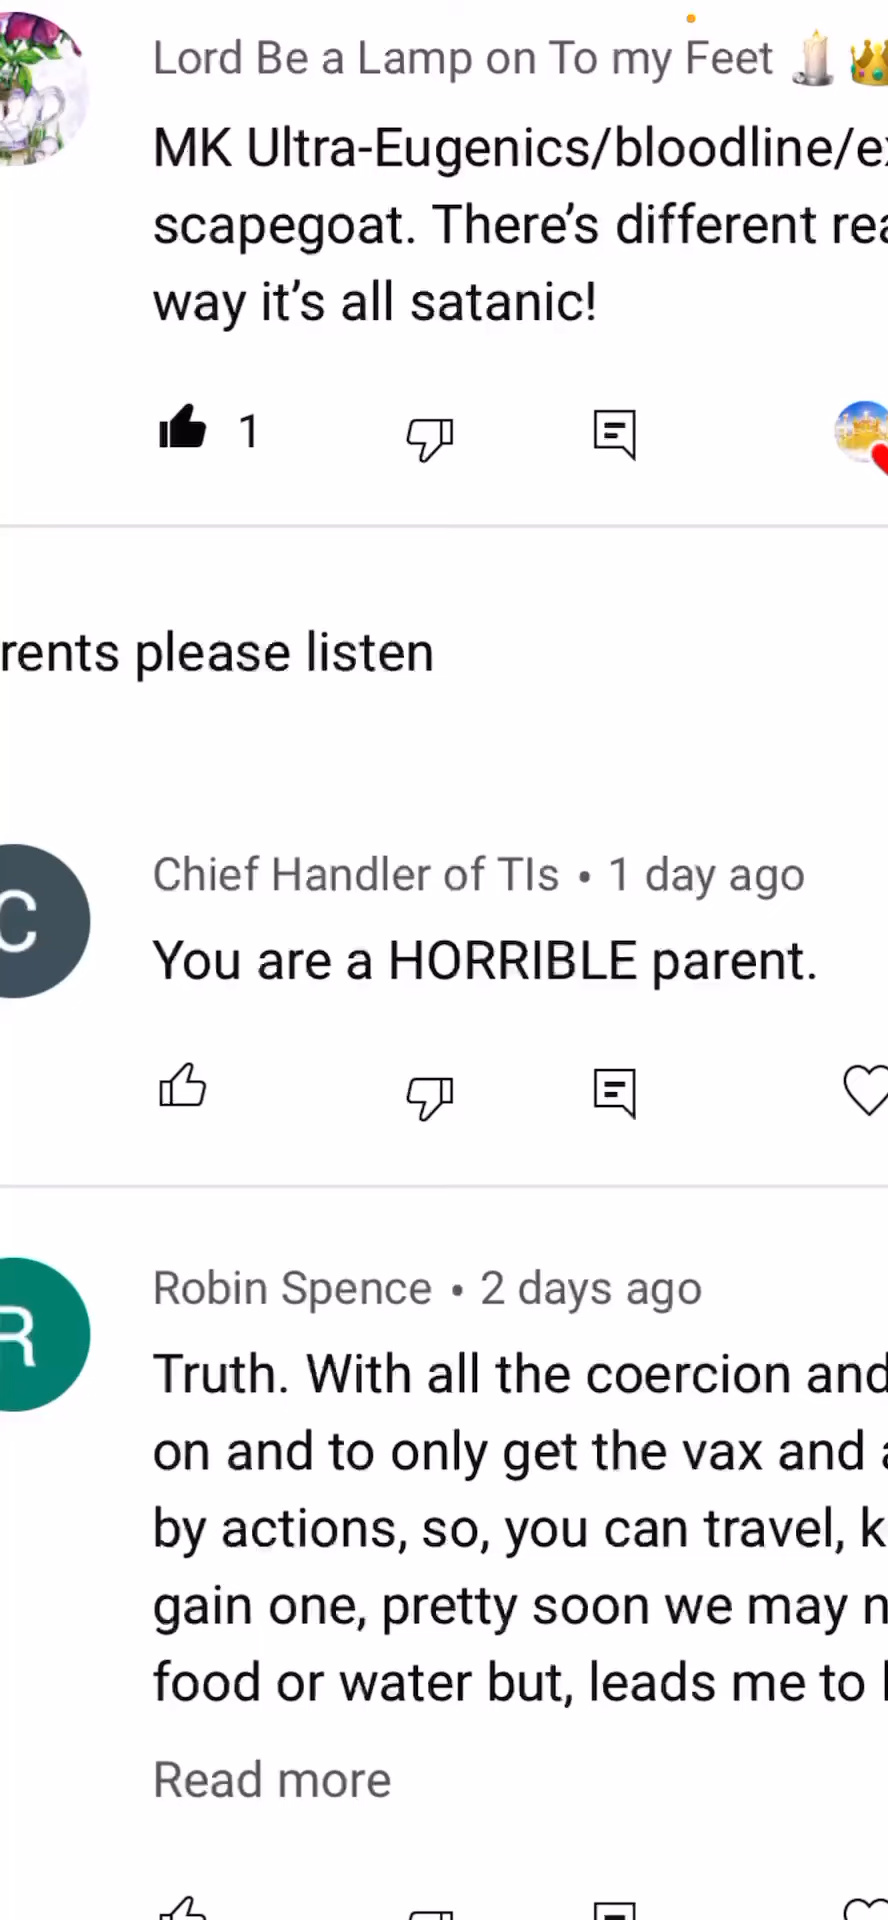 Lord Be a Lamp on To my Feet 🕯️ 👑
MK Ultra-Eugenics/bloodline/
scapegoat. There's different
way it's all satanic!
1
please listen
C
Chief Handler of TIs • 1 day ago
You are a HORRIBLE parent.
R
Robin Spence • 2 days ago
Truth. With all the coercion and
on and to only get the vax and
by actions, so, you can travel,
gain one, pretty soon we may
food or water but, leads me to
Read more